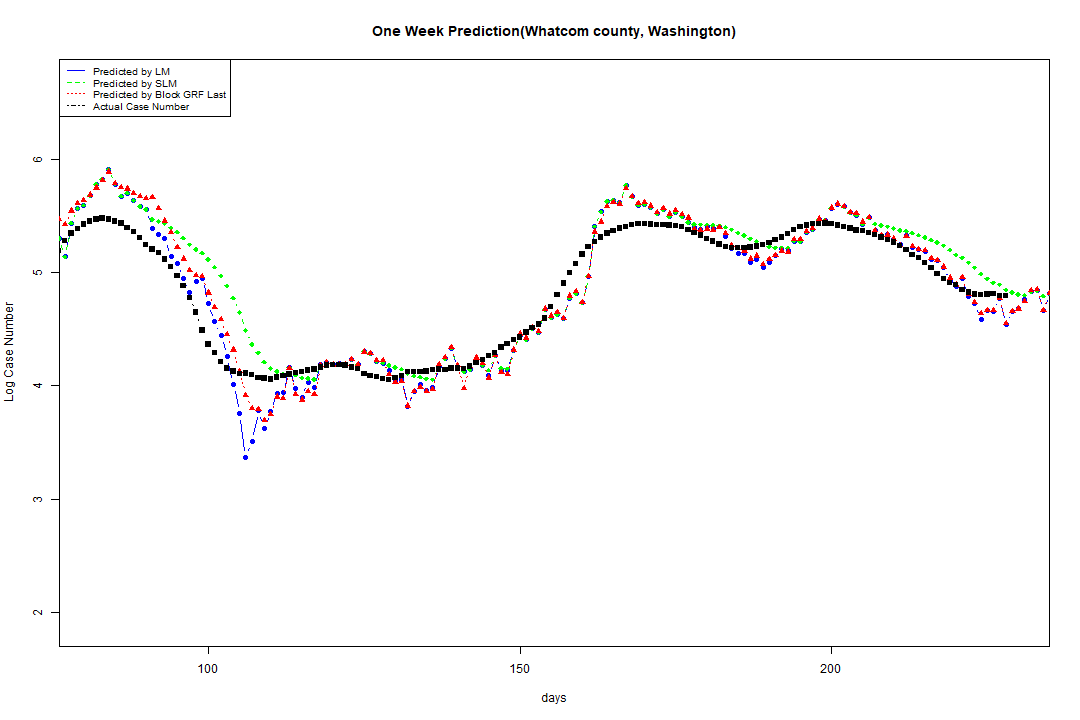 One Week Prediction(Whatcom county, Washington)
Predicted by LM
Predicted by SLM
Predicted by Block GRF Last
Actual Case Number
6
5
4
3
2
Log Case Number
100 150 200
days